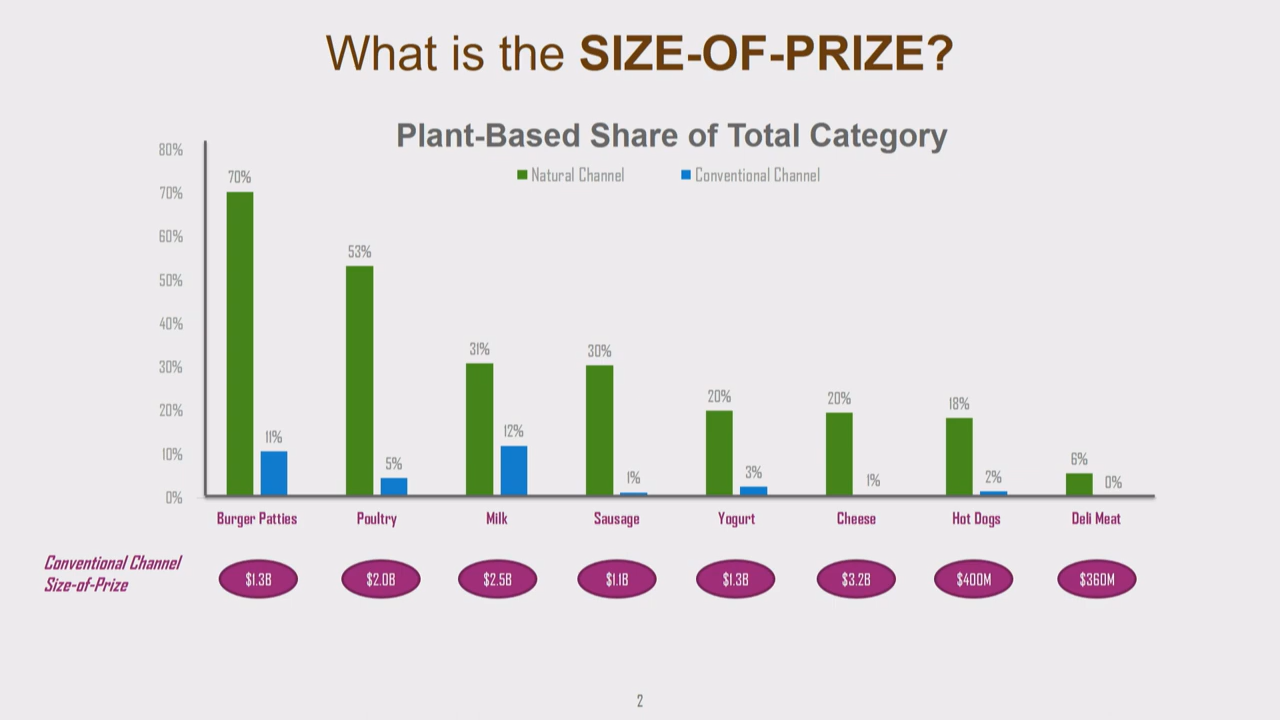 What is the SIZE-OF-PRIZE?
Plant-Based Share of Total Category
Natural Channel Conventional Channel
80%
70%
60%
50%
40%
30%
20%
10%
0%
70% 11% 53% 5% 31% 12% 30% 1% 20% 3% 20% 1% 18% 2% 6% 0%
Burger Patties Poultry Milk Sausage Yogurt Cheese Hot Dogs Deli Meat
Conventional Channel
Size-of-Prize
$1.3B $2.0B $2.5B $1.1B $1.3B $3.2B $400M $360M
2